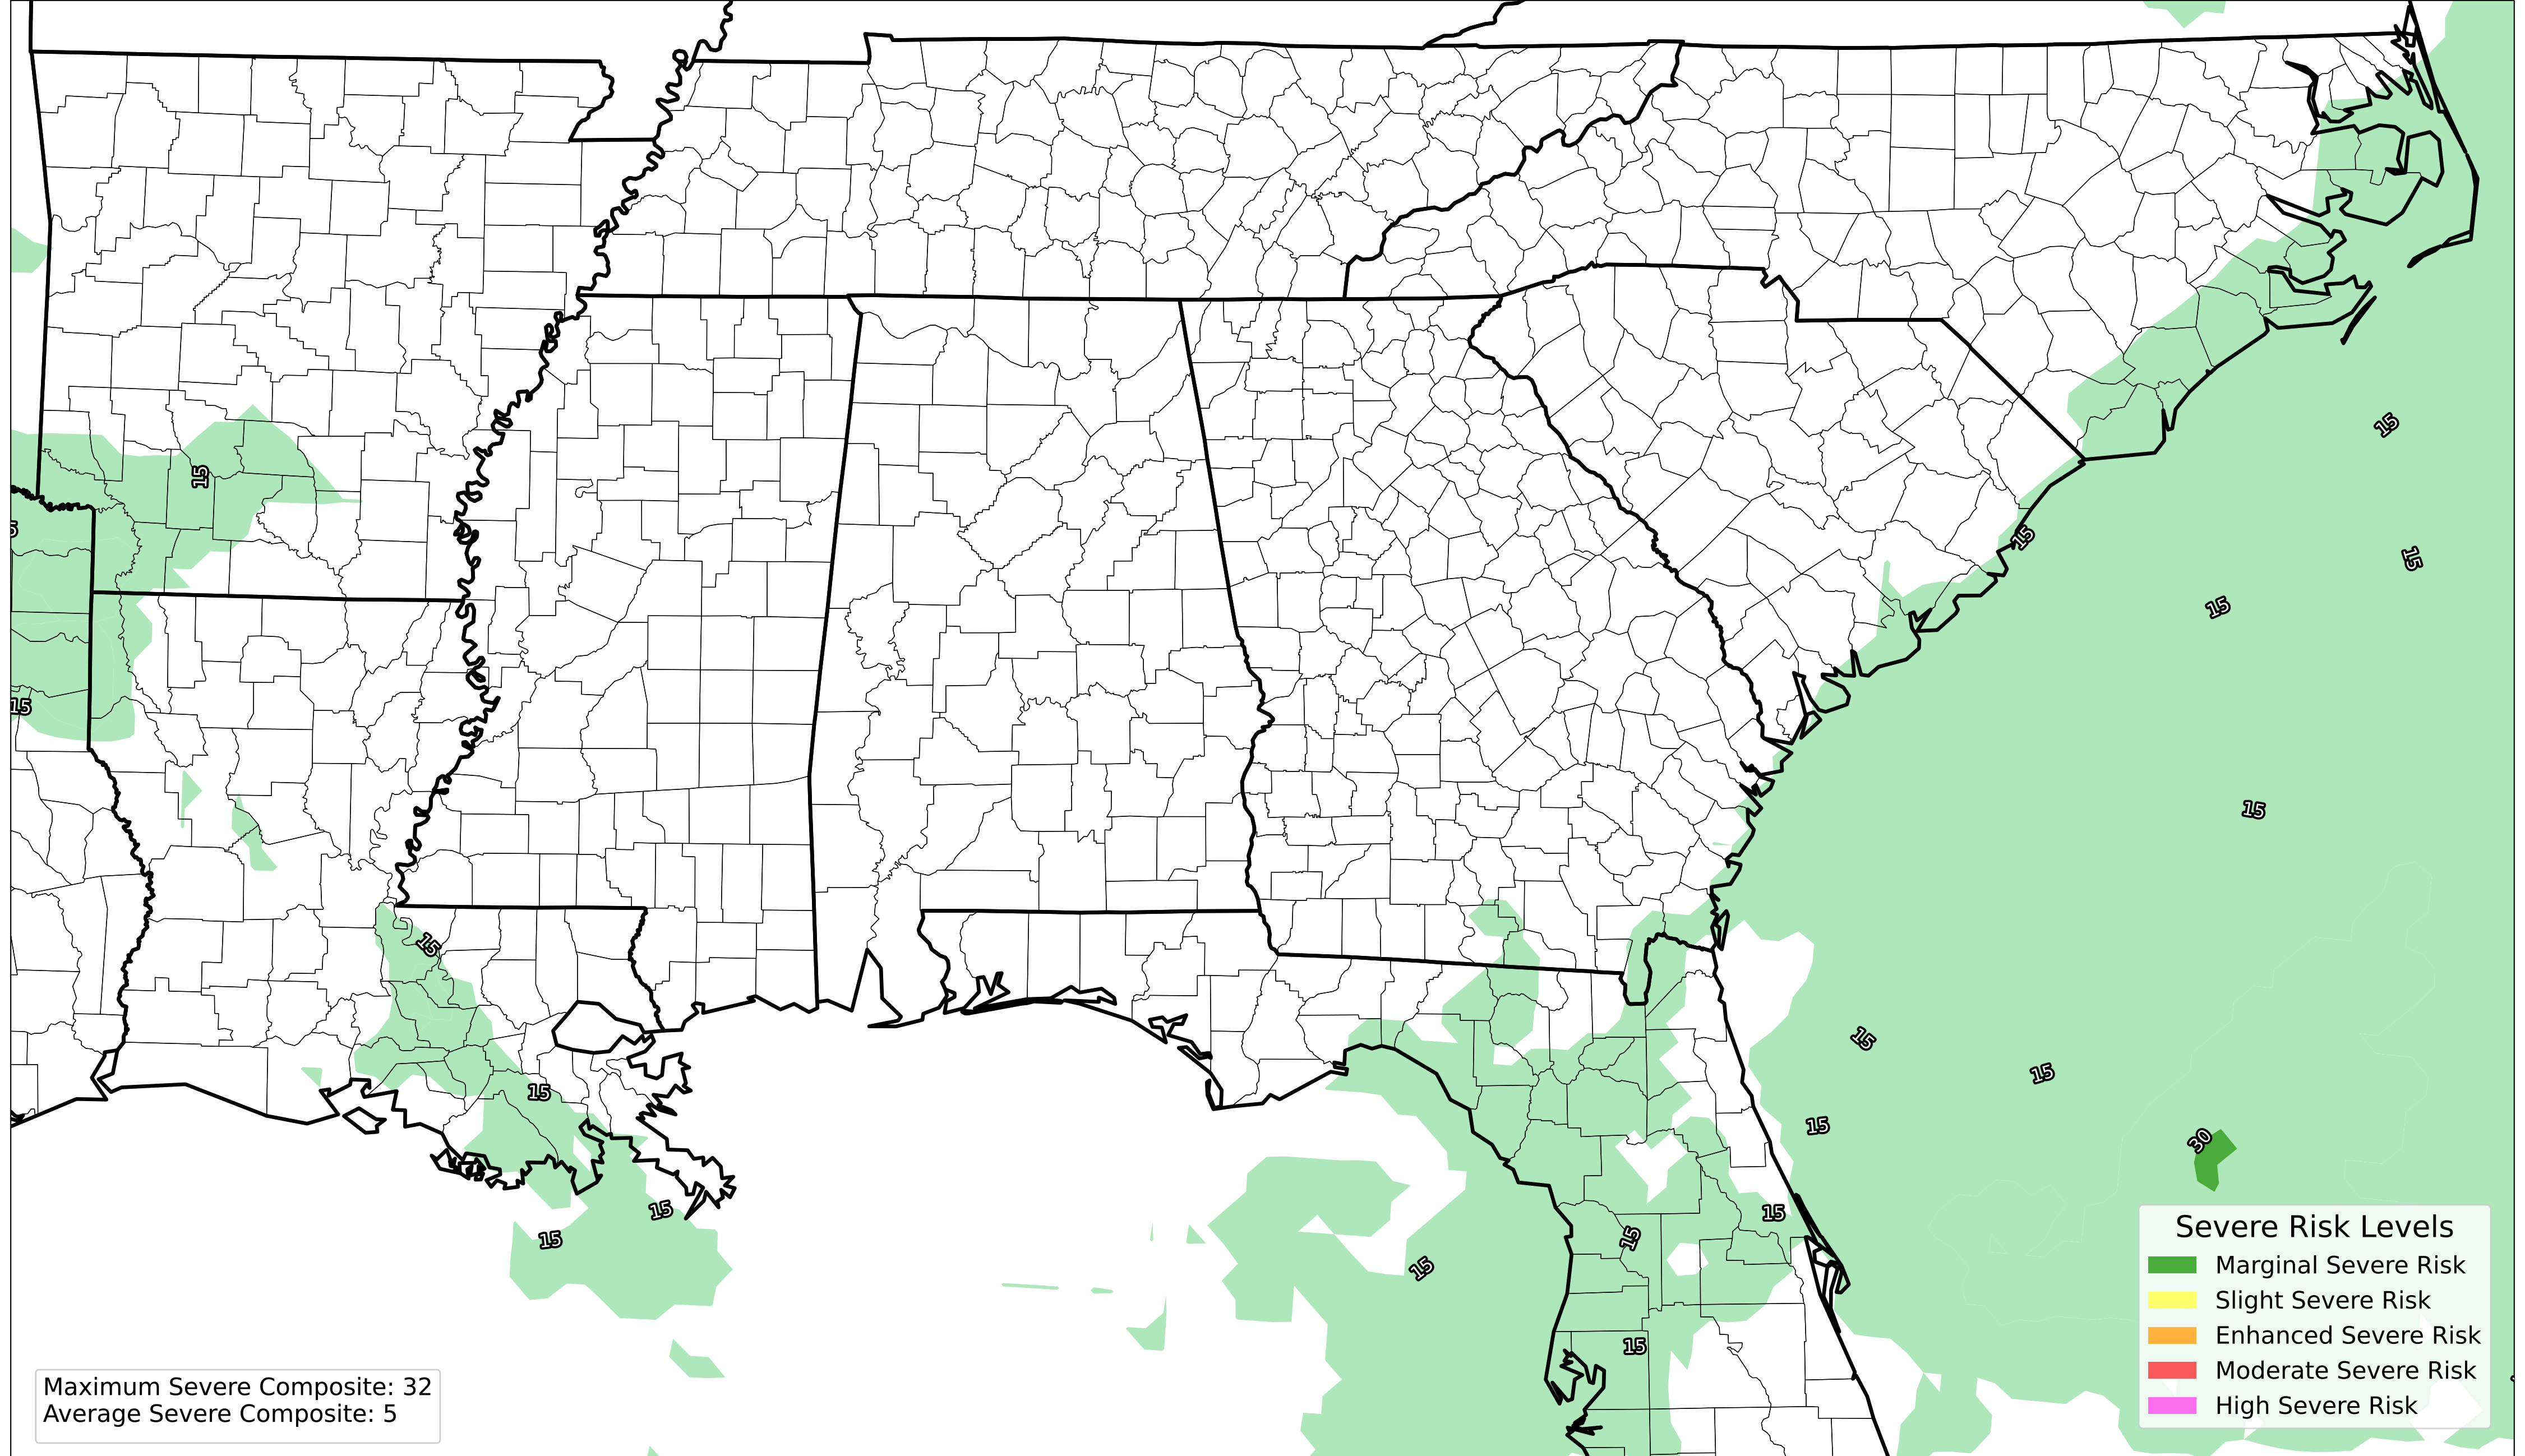 15
15
15
15
5
15
15
15
15
15
30
15
15
15
15
15
15
15
15
15
Severe Risk Levels
Marginal Severe Risk
Slight Severe Risk
Enhanced Severe Risk
Moderate Severe Risk
High Severe Risk
Maximum Severe Composite: 32
Average Severe Composite: 5